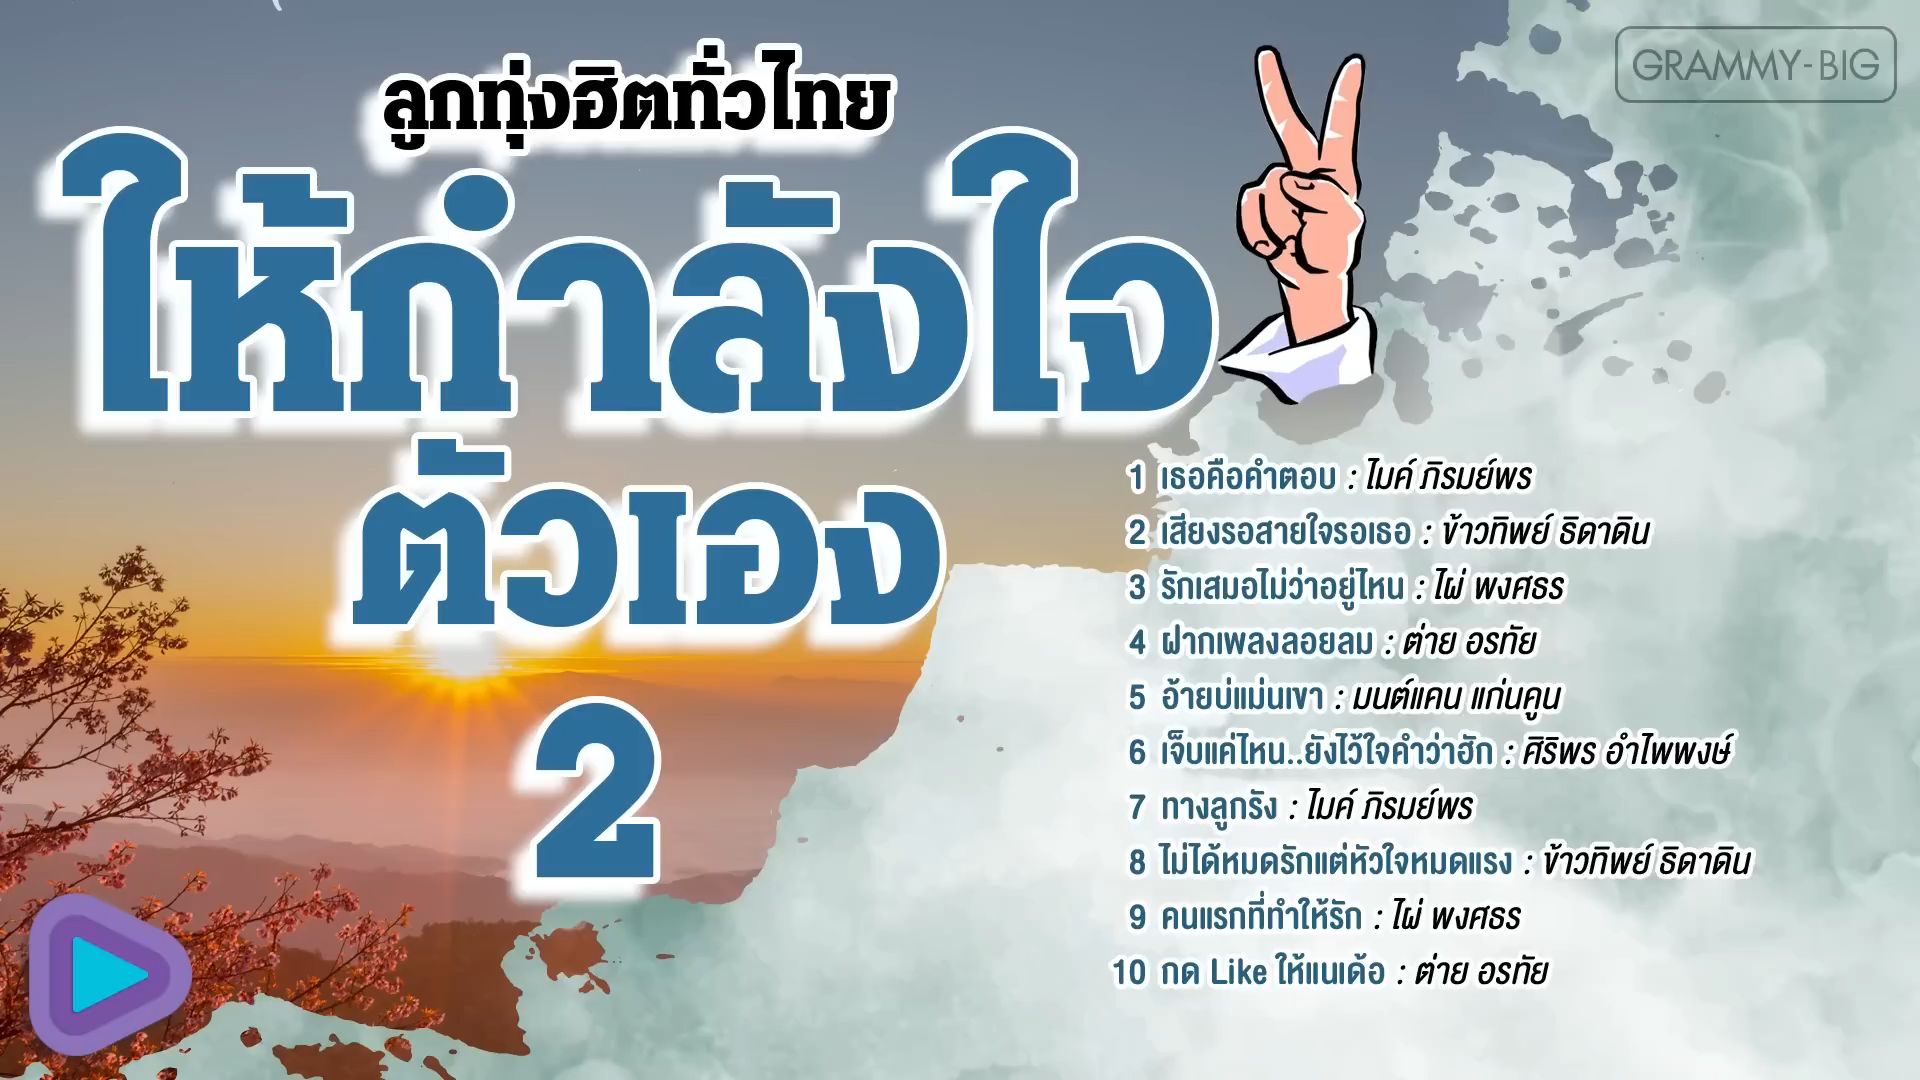 GRAMMY-BIG
ลูกทุ่งฮิตทั่วไทย
ให้กำลังใจ
ตัวเอง
2
1 เธอคือคำตอบ : ไมค์ ภิรมย์พร
2 เสียงรอสายใจรอเธอ : ข้าวทิพย์ ธิดาดิน
3 รักเสมอไม่ว่าอยู่ไหน : ไผ่ พงศธร
4 ฝากเพลงลอยลม : ต่าย อรทัย
5 อ้ายบ่แม่นเขา : มนต์แคน แก่นคูน
6 เจ็บแค่ไหน..ยังไว้ใจคำว่าฮัก : ศิริพร อำไพพงษ์
7 ทางลูกรัง : ไมค์ ภิรมย์พร
8 ไม่ได้หมดรักแต่หัวใจหมดแรง : ข้าวทิพย์ ธิดาดิน
9 คนแรกที่ทำให้รัก : ไผ่ พงศธร
10 กด Like ให้แนเด้อ : ต่าย อรทัย